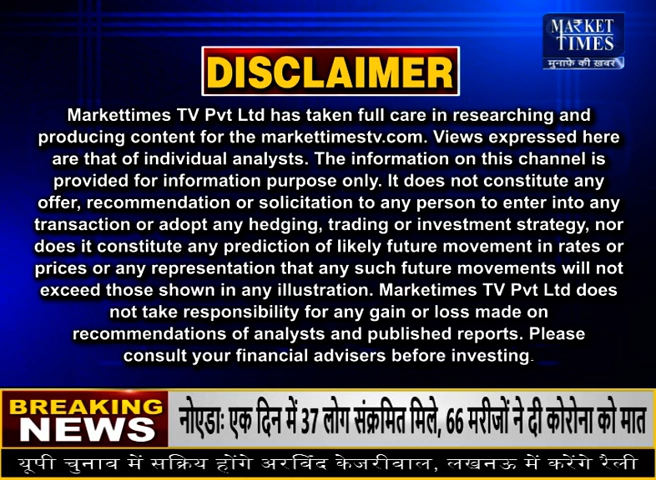 MARKET
TIMES
मुनाफे की ख़बर
DISCLAIMER
Markettimes TV Pvt Ltd has taken full care in researching and
producing content for the markettimestv.com. Views expressed here
are that of individual analysts. The information on this channel is
provided for information purpose only. It does not constitute any
offer, recommendation or solicitation to any person to enter into any
transaction or adopt any hedging, trading or investment strategy, nor
does it constitute any prediction of likely future movement in rates or
prices or any representation that any such future movements will not
exceed those shown in any illustration. Marketimes TV Pvt Ltd does
not take responsibility for any gain or loss made on
recommendations of analysts and published reports. Please
consult your financial advisers before investing.
BREAKING
NEWS
नोएडाः एक दिन में 37 लोग संक्रमित मिले, 66 मरीजों ने दी कोरोना को मात
यूपी चुनाव में सक्रिय होंगे अरविंद केजरीवाल, लखनऊ में करेंगे रैली